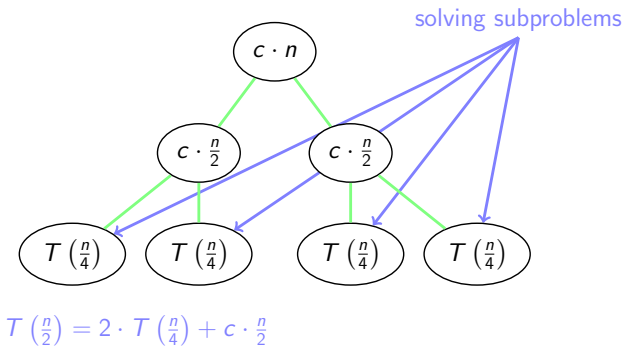 solving subproblems
c · n
c · n/2
c · n/2
T (n/4)
T (n/4)
T (n/4)
T (n/4)
T (n/2) = 2 · T (n/4) + c · n/2